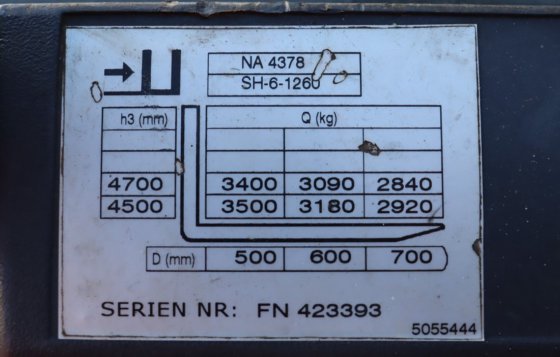 NA 4378
SH-6-1260
h3 (mm) Q (kg)
4700 3400 3090 2840
4500 3500 3180 2920
D (mm) 500 600 700
SERIEN NR: FN 423393
5055444